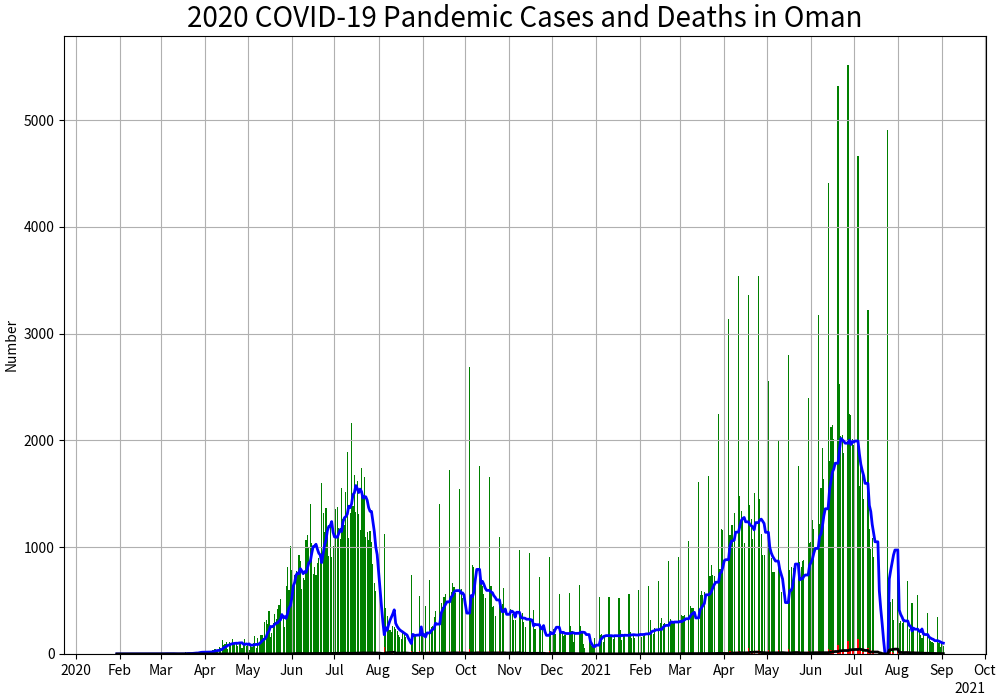 2020 COVID-19 Pandemic Cases and Deaths in Oman
Number
5000
4000
3000
2000
1000
0
2020 Feb Mar Apr May Jun Jul Aug Sep Oct Nov Dec 2021 Feb Mar Apr May Jun Jul Aug Sep Oct
2021